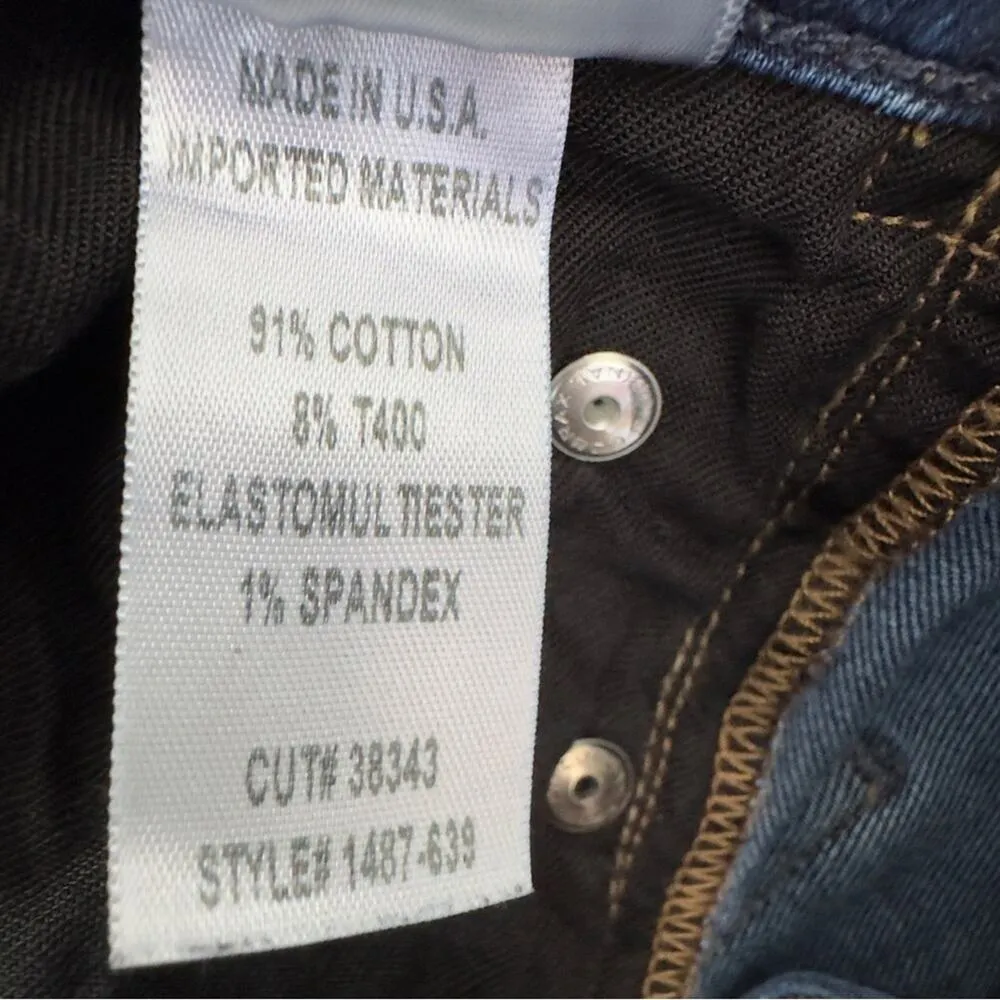 MADE IN U.S.A.
IMPORTED MATERIALS
91% COTTON
8% T400
ELASTOMULTIESTER
1% SPANDEX
CUT# 38343
STYLE# 1487-639